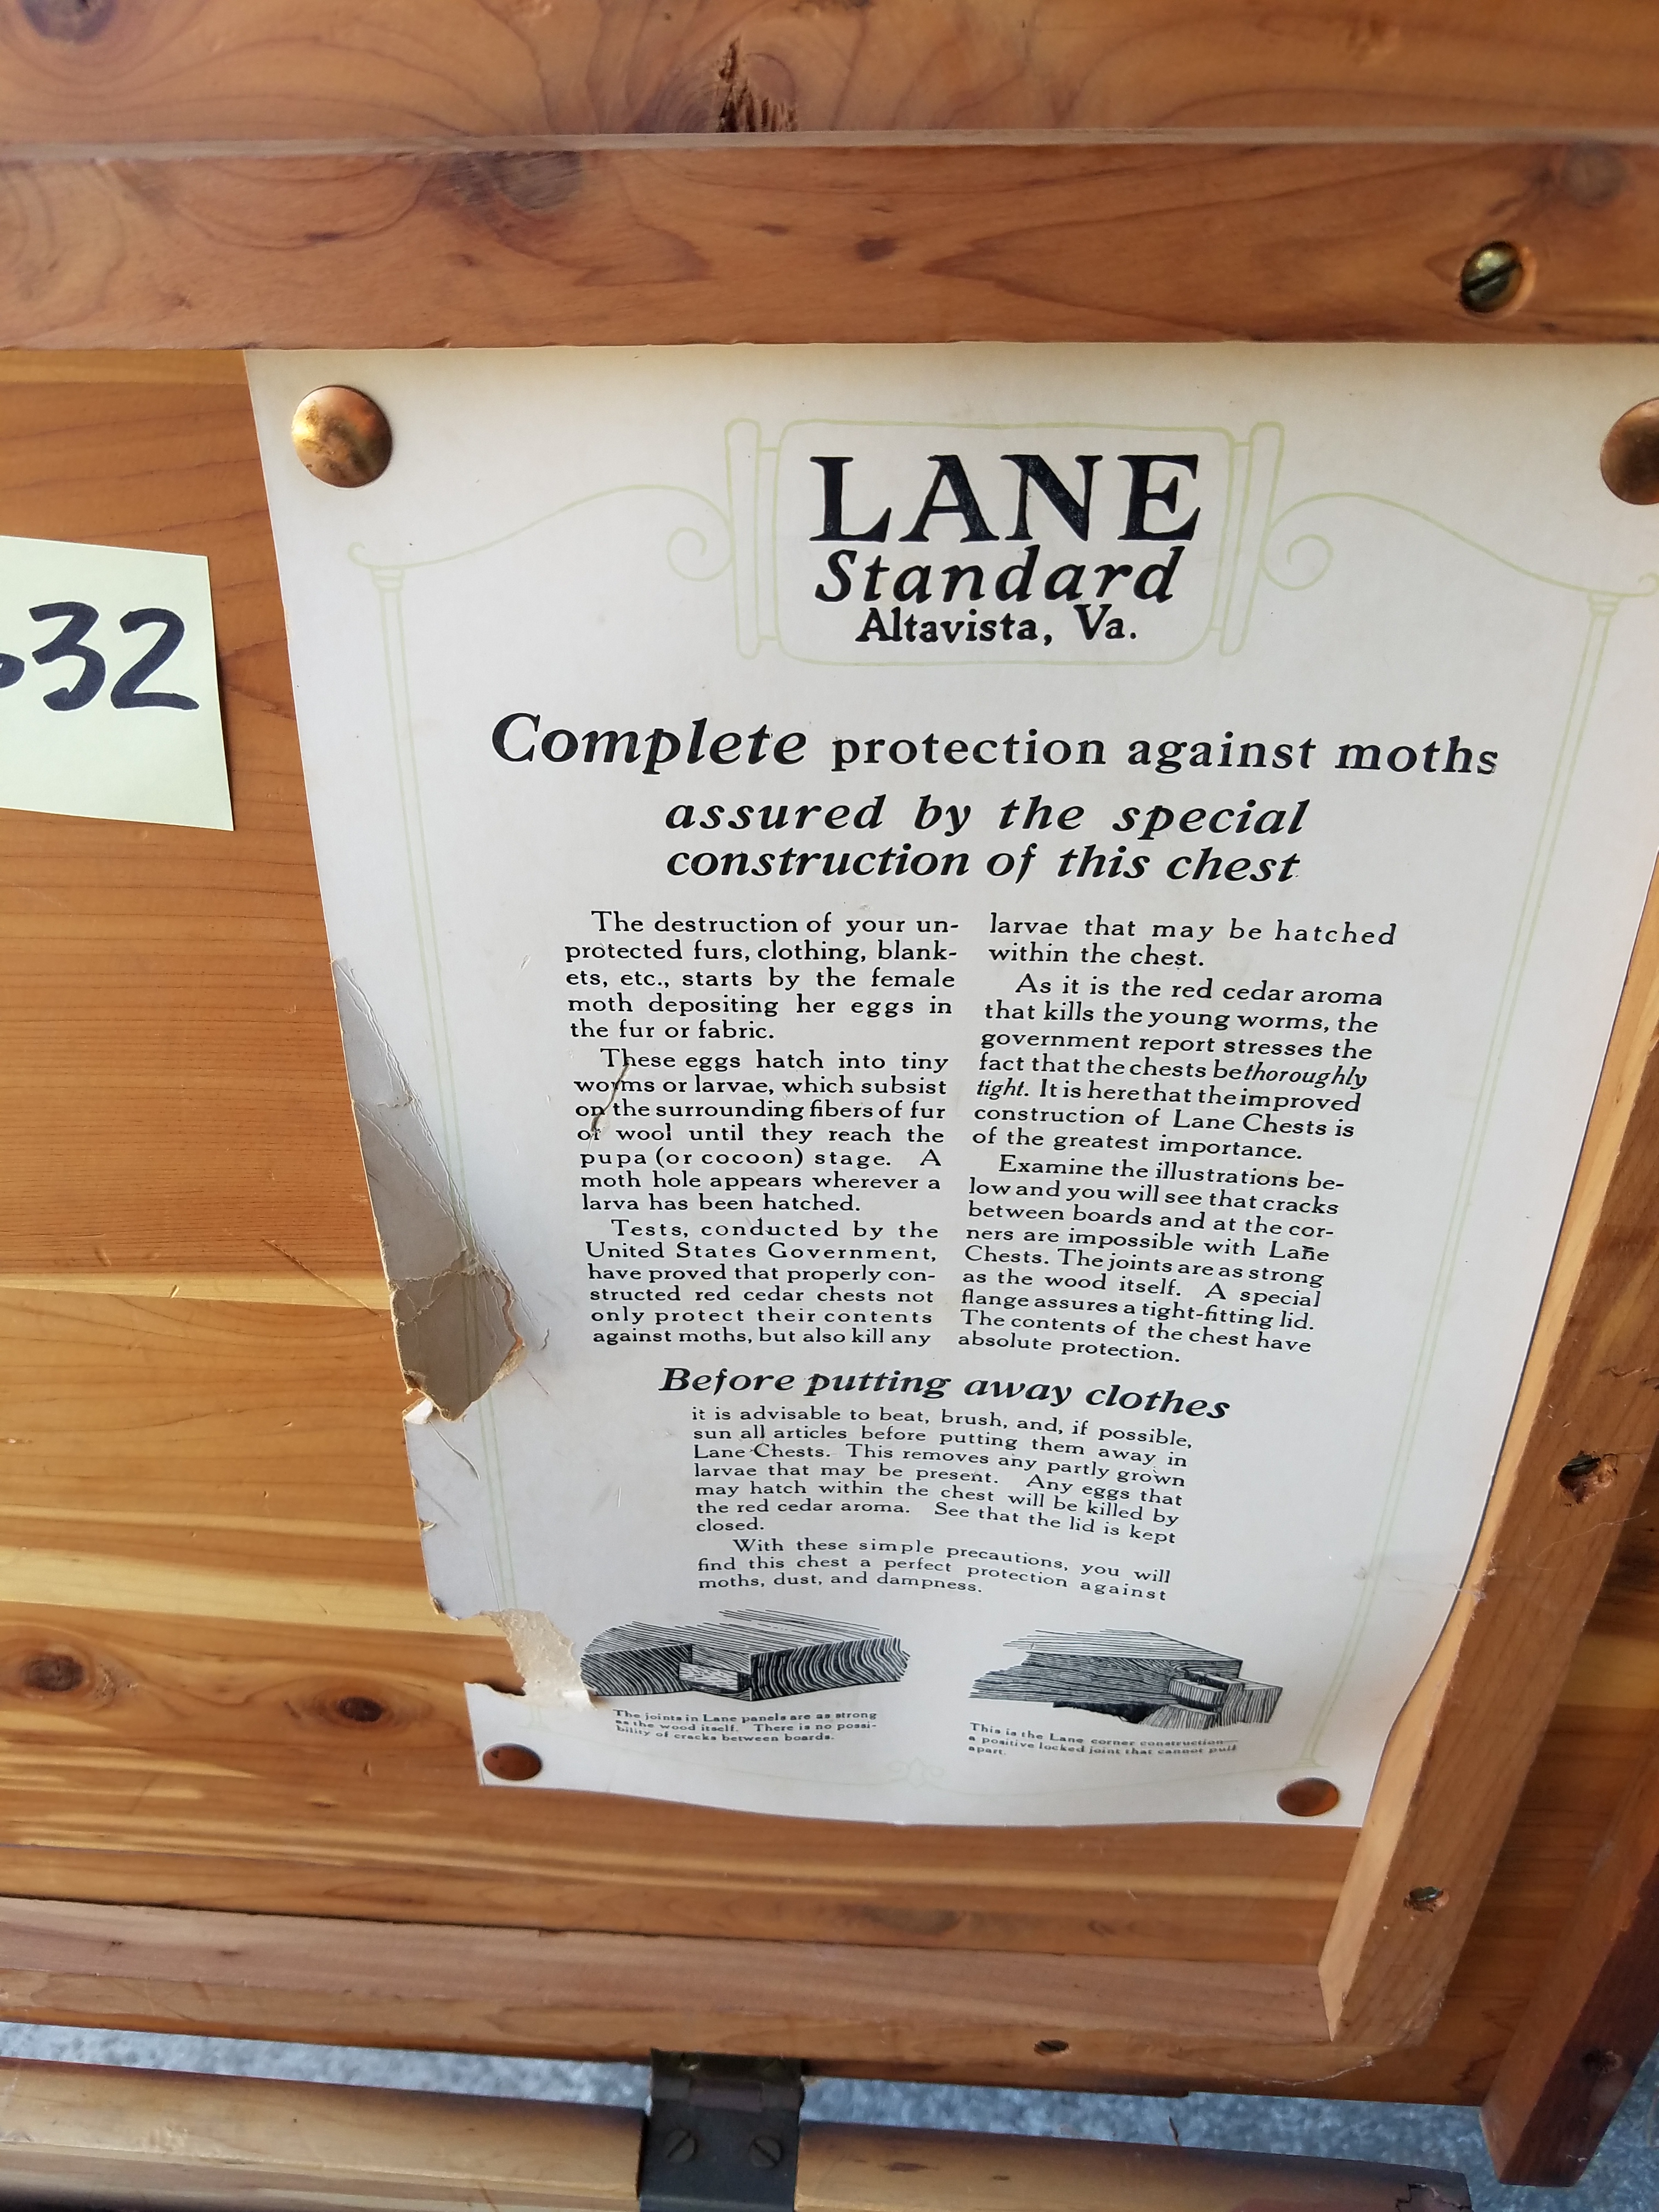 32
LANE
Standard
Altavista, Va.
Complete protection against moths
assured by the special
construction of this chest
The destruction of your un-
protected furs, clothing, blank-
ets, etc., starts by the female
moth depositing her eggs in
the fur or fabric.
These eggs hatch into tiny
worms or larvae, which subsist
on the surrounding fibers of fur
or wool until they reach the
pupa (or cocoon) stage. A
moth hole appears wherever a
larva has been hatched.
Tests, conducted by the
United States Government,
have proved that properly con-
structed red cedar chests not
only protect their contents
against moths, but also kill any
larvae that may be hatched
within the chest.
As it is the red cedar aroma
that kills the young worms, the
government report stresses the
fact that the chests be thoroughly
tight. It is here that the improved
construction of Lane Chests is
of the greatest importance.
Examine the illustrations be-
low and you will see that cracks
between boards and at the cor-
ners are impossible with Lane
Chests. The joints are as strong
as the wood itself. A special
flange assures a tight-fitting lid.
The contents of the chest have
absolute protection.
Before putting away clothes
it is advisable to beat, brush, and, if possible,
sun all articles before putting them away in
Lane Chests. This removes any partly grown
larvae that may be present. Any eggs that
may hatch within the chest will be killed by
the red cedar aroma. See that the lid is kept
closed.
With these simple precautions, you will
find this chest a perfect protection against
moths, dust, and dampness.
The joints in Lane panels are as strong
as the wood itself. There is no possi-
bility of cracks between boards.
This is the Lane corner construction—
a positive locked joint that cannot pull
apart.